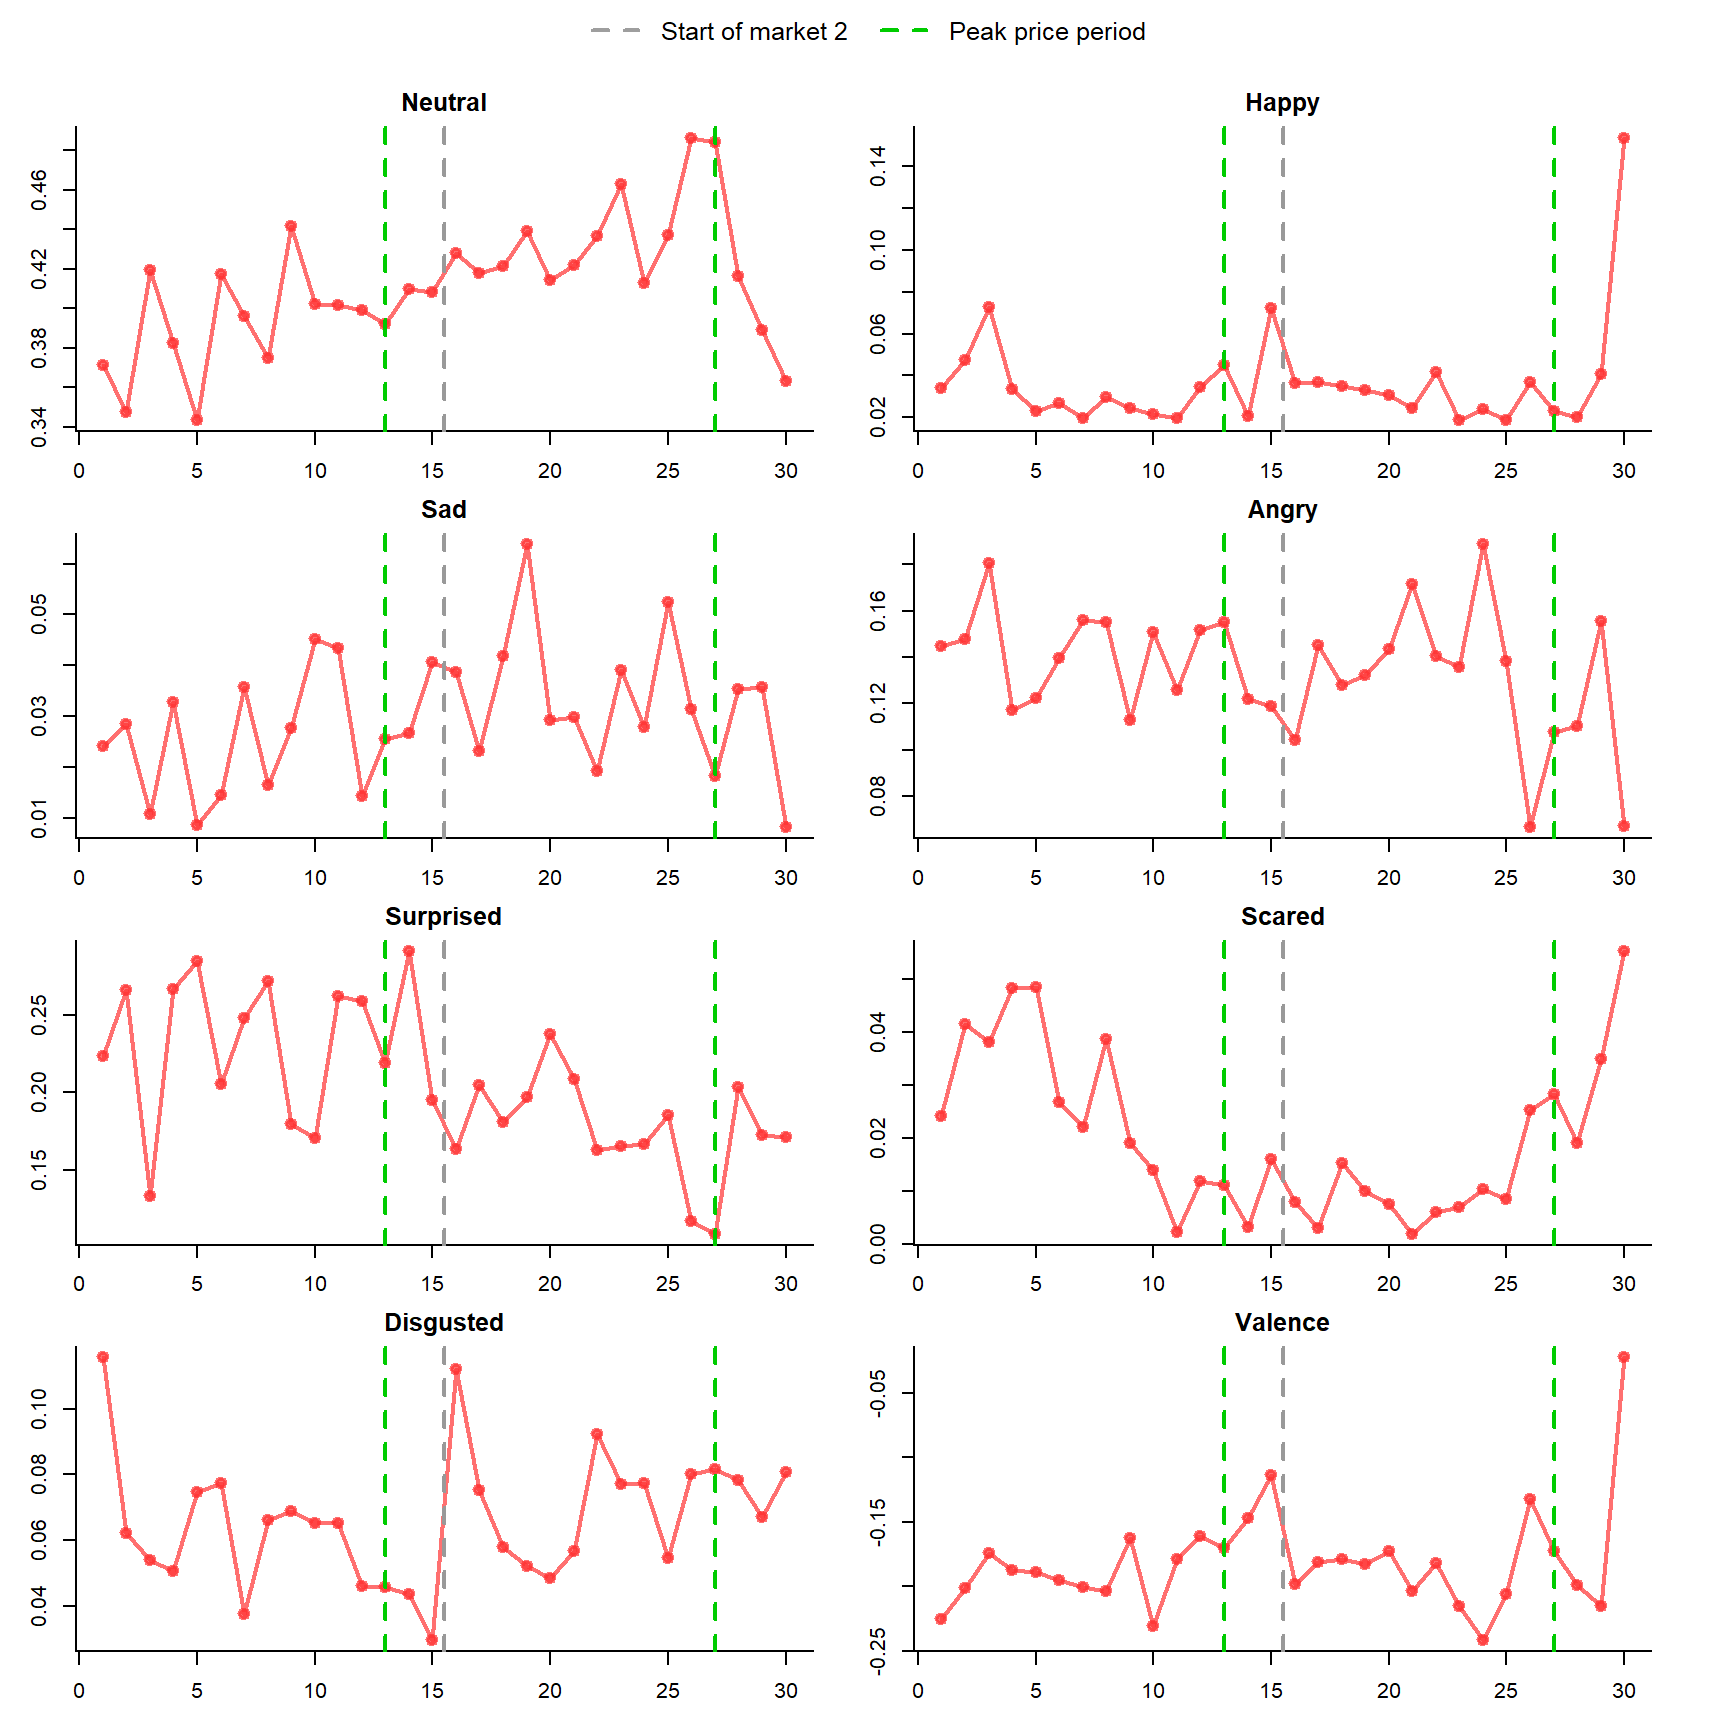 Start of market 2 Peak price period
Neutral Happy
0.34 0.38 0.42 0.46
0 5 10 15 20 25 30
0.02 0.06 0.10 0.14
0 5 10 15 20 25 30
Sad Angry
0.01 0.03 0.05
0 5 10 15 20 25 30
0.08 0.12 0.16
0 5 10 15 20 25 30
Surprised Scared
0.15 0.20 0.25
0 5 10 15 20 25 30
0.00 0.02 0.04
0 5 10 15 20 25 30
Disgusted Valence
0.04 0.06 0.08 0.10
0 5 10 15 20 25 30
-0.25 -0.15 -0.05
0 5 10 15 20 25 30